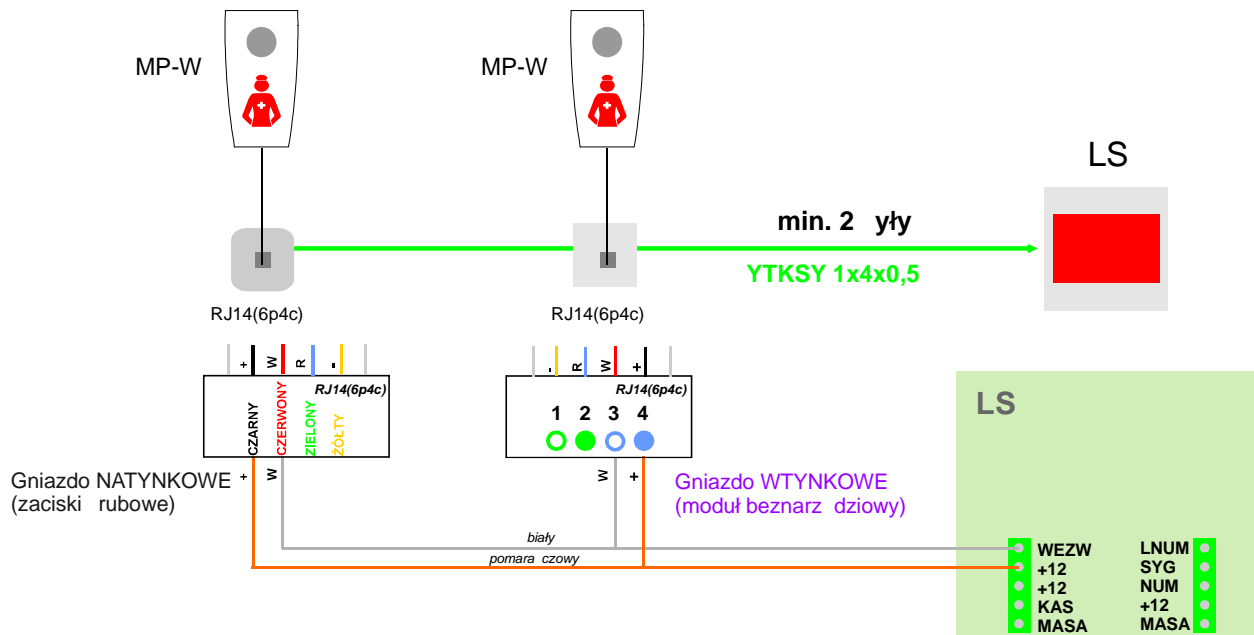 MP-W
MP-W
LS
min. 2 yły
YTKSY 1x4x0,5
RJ14(6p4c)
RJ14(6p4c)
+ W R -
- R W +
RJ14(6p4c)
RJ14(6p4c)
CZARNY
CZERWONY
ZIELONY
ŻÓŁTY
1 2 3 4
LS
Gniazdo NATYNKOWE
(zaciski rubowe)
+ W
W +
Gniazdo WTYNKOWE
(moduł beznarz dziowy)
biały
pomara czowy
WEZW
+12
+12
KAS
MASA
LNUM
SYG
NUM
+12
MASA